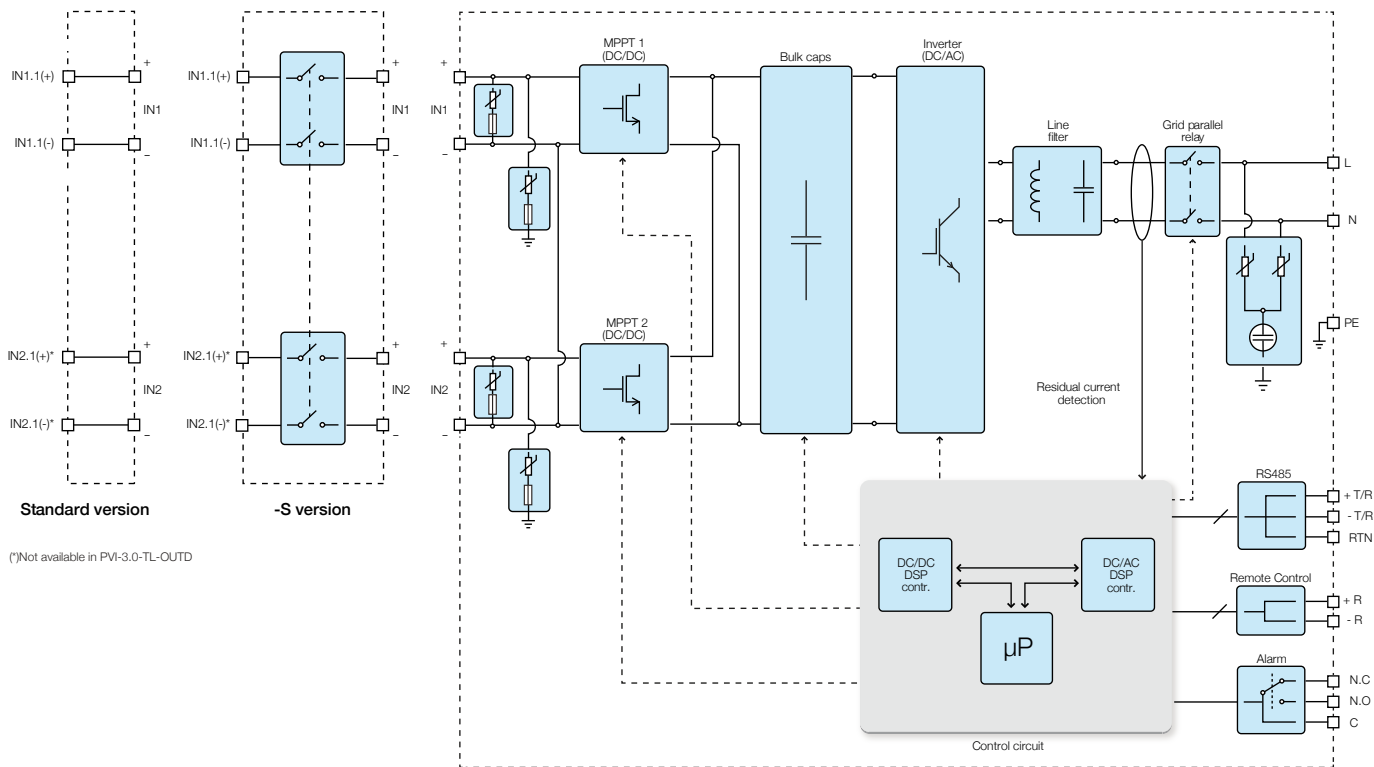 MPPT 1
(DC/DC)
Bulk caps
Inverter
(DC/AC)
Line
filter
Grid parallel
relay
IN1.1(+)
+
IN1
IN1.1(-)
–
IN1.1(+)
+
IN1
IN1.1(-)
–
+
IN1
–
L
N
PE
MPPT 2
(DC/DC)
IN2.1(+)*
+
IN2
IN2.1(-)*
–
IN2.1(+)*
+
IN2
IN2.1(-)*
–
+
IN2
–
Residual current
detection
Standard version
-S version
(*)Not available in PVI-3.0-TL-OUTD
DC/DC
DSP
contr.
DC/AC
DSP
contr.
µP
Control circuit
RS485
+ T/R
- T/R
RTN
Remote Control
+ R
- R
Alarm
N.C
N.O
C